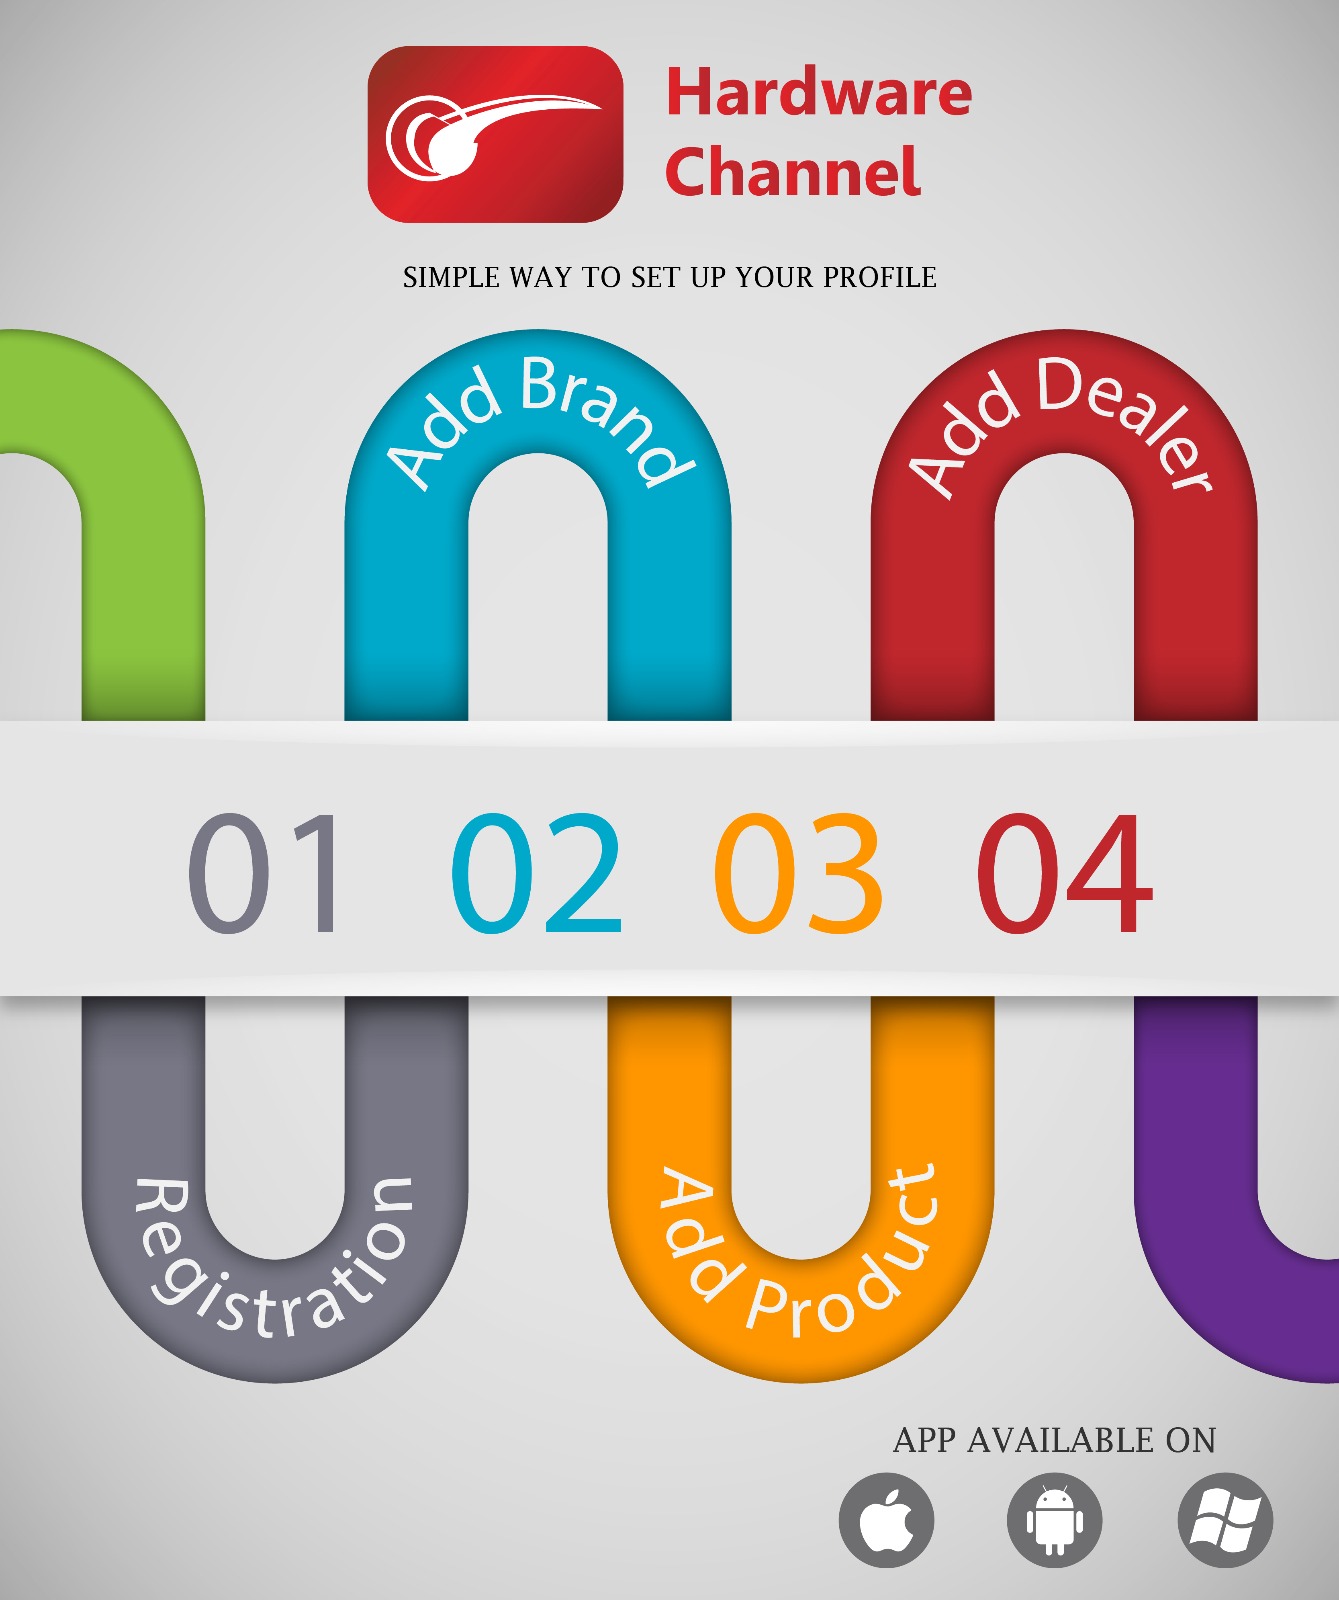 Hardware
Channel
SIMPLE WAY TO SET UP YOUR PROFILE
Add Brand
Add Dealer
01 02 03 04
Registration
Add Product
APP AVAILABLE ON